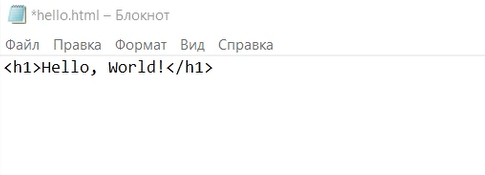 *hello.html – Блокнот
Файл Правка Формат Вид Справка
<h1>Hello, World!</h1>